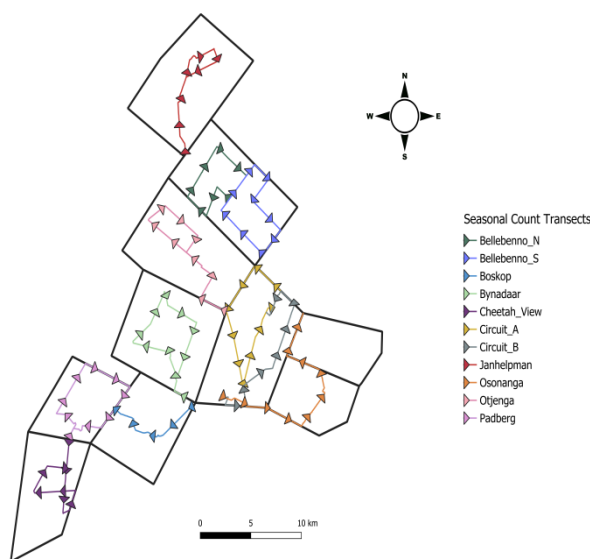 N
W E
S
Seasonal Count Transects
Bellebenno_N
Bellebenno_S
Boskop
Bynadaar
Cheetah_View
Circuit_A
Circuit_B
Janhelpman
Osonanga
Otjenga
Padberg
0 5 10 km